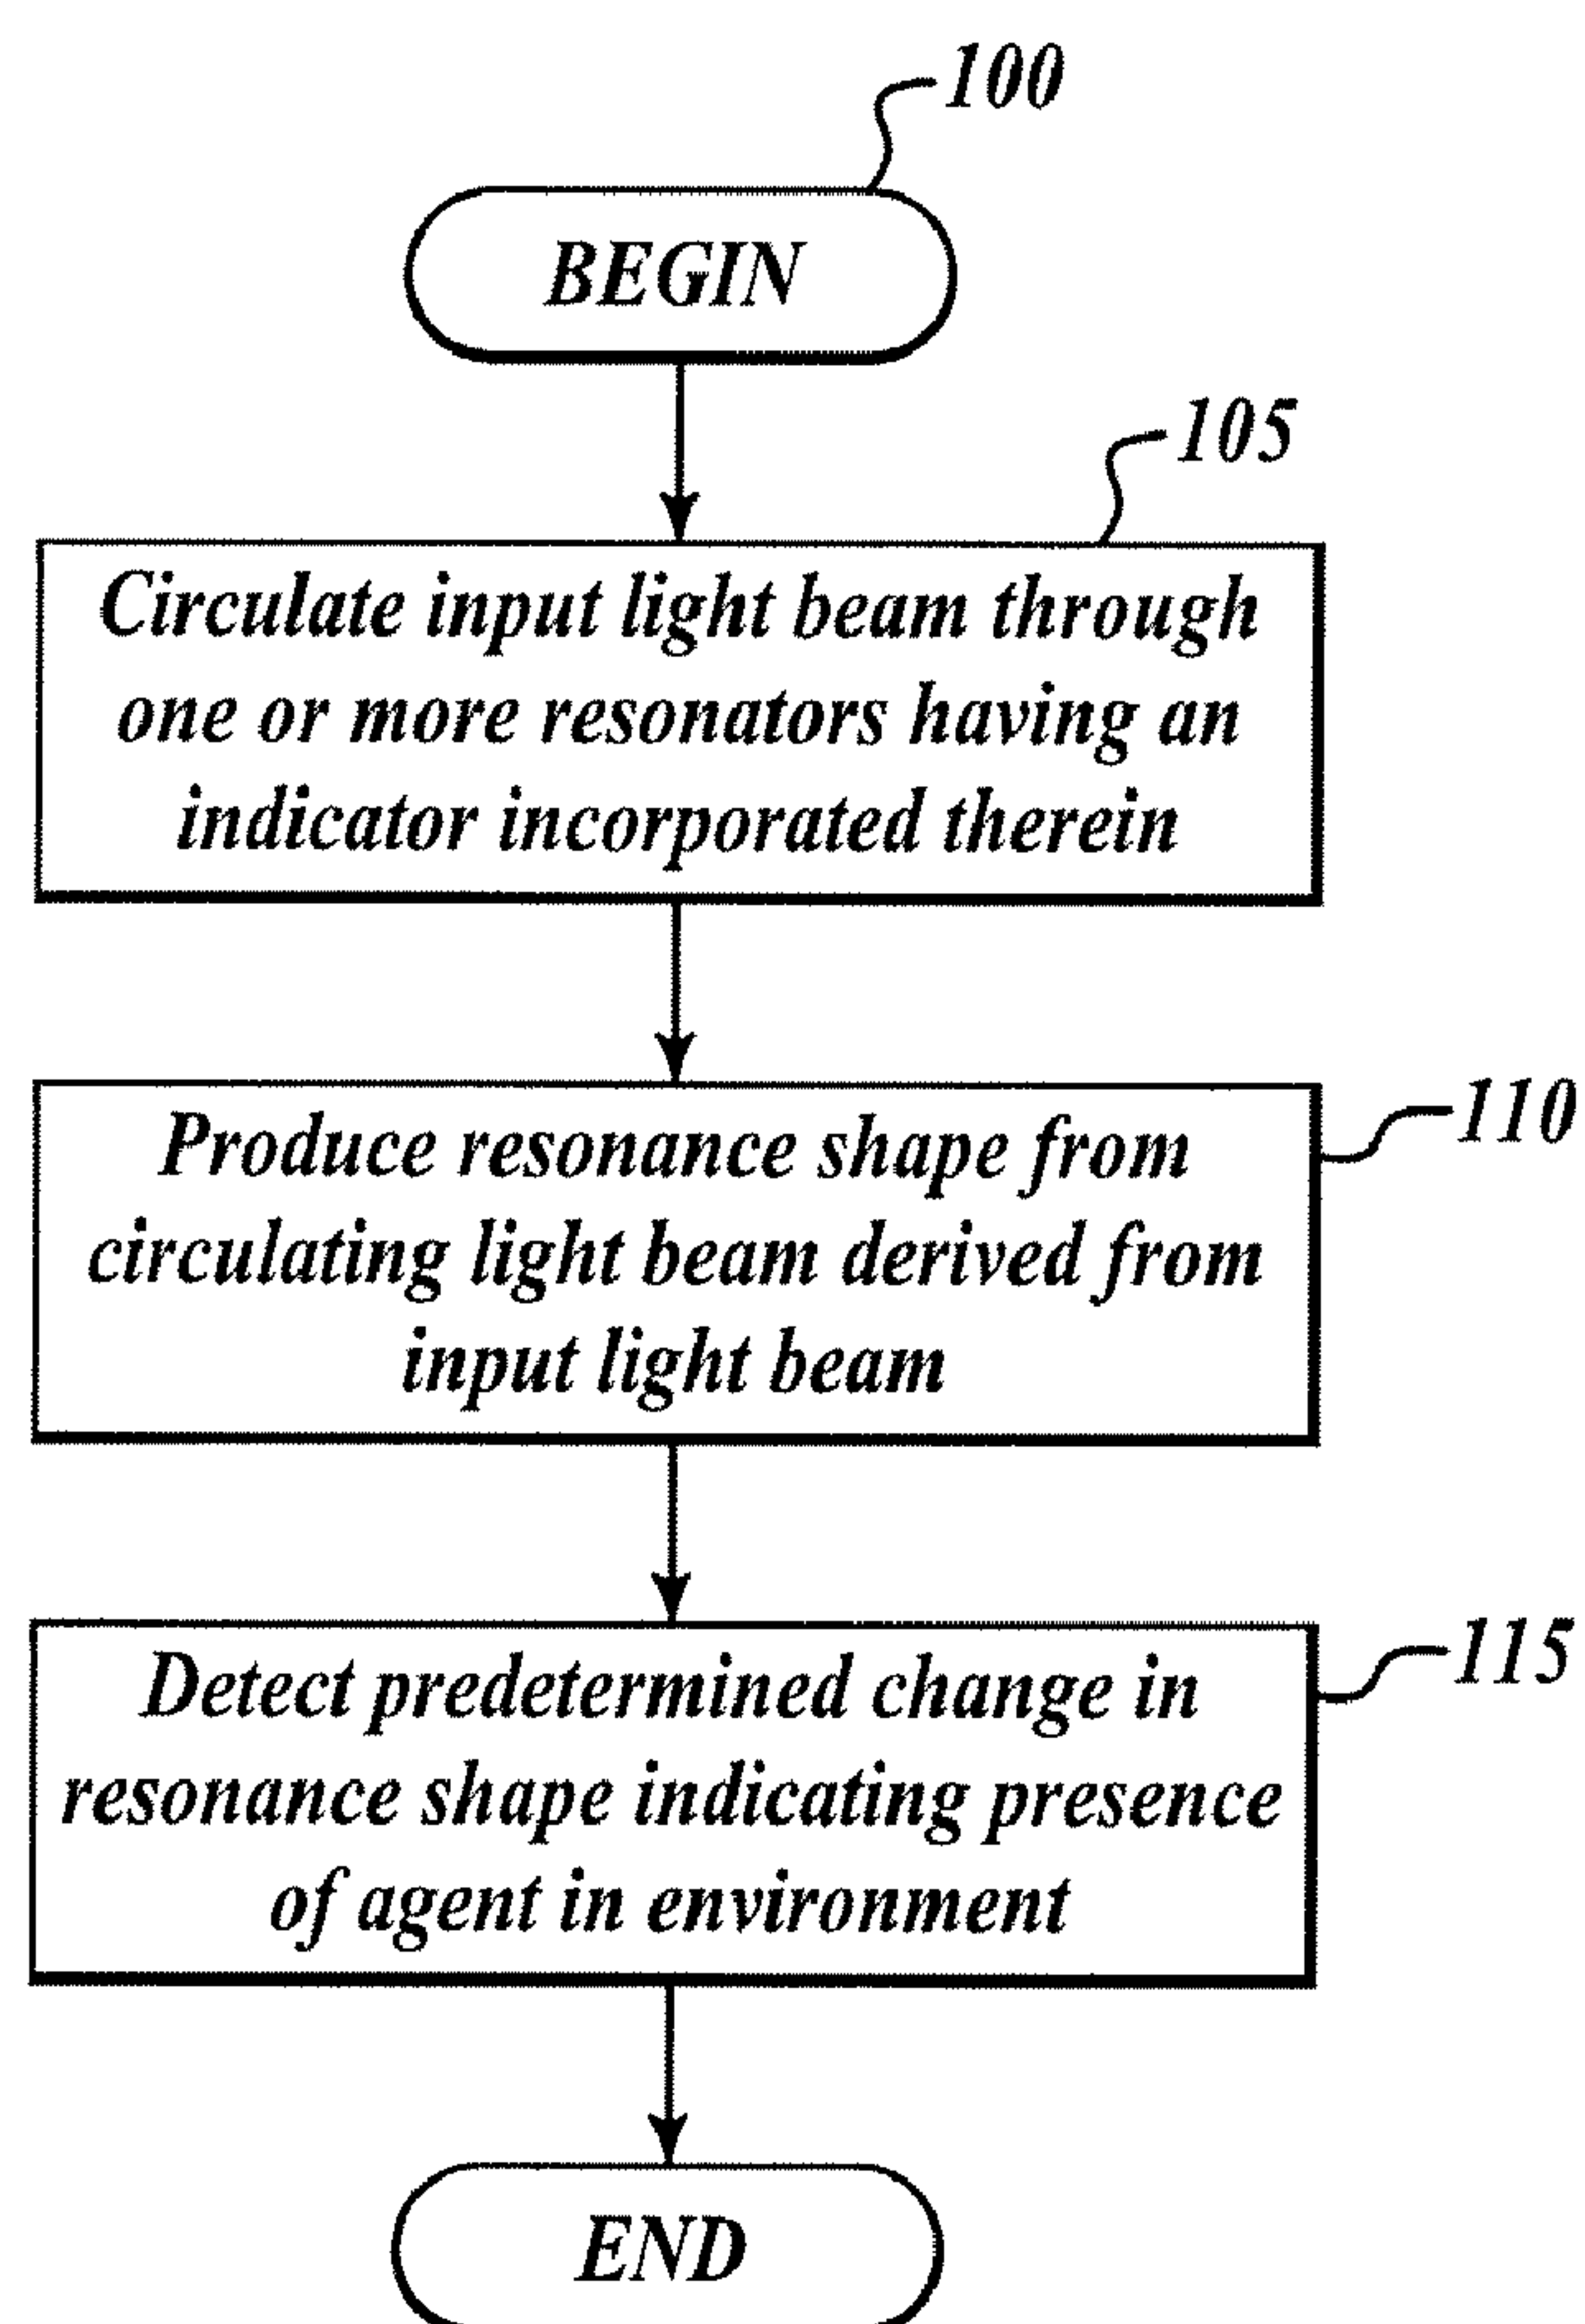 100
BEGIN
105
Circulate input light beam through
one or more resonators having an
indicator incorporated therein
110
Produce resonance shape from
circulating light beam derived from
input light beam
115
Detect predetermined change in
resonance shape indicating presence
of agent in environment
END